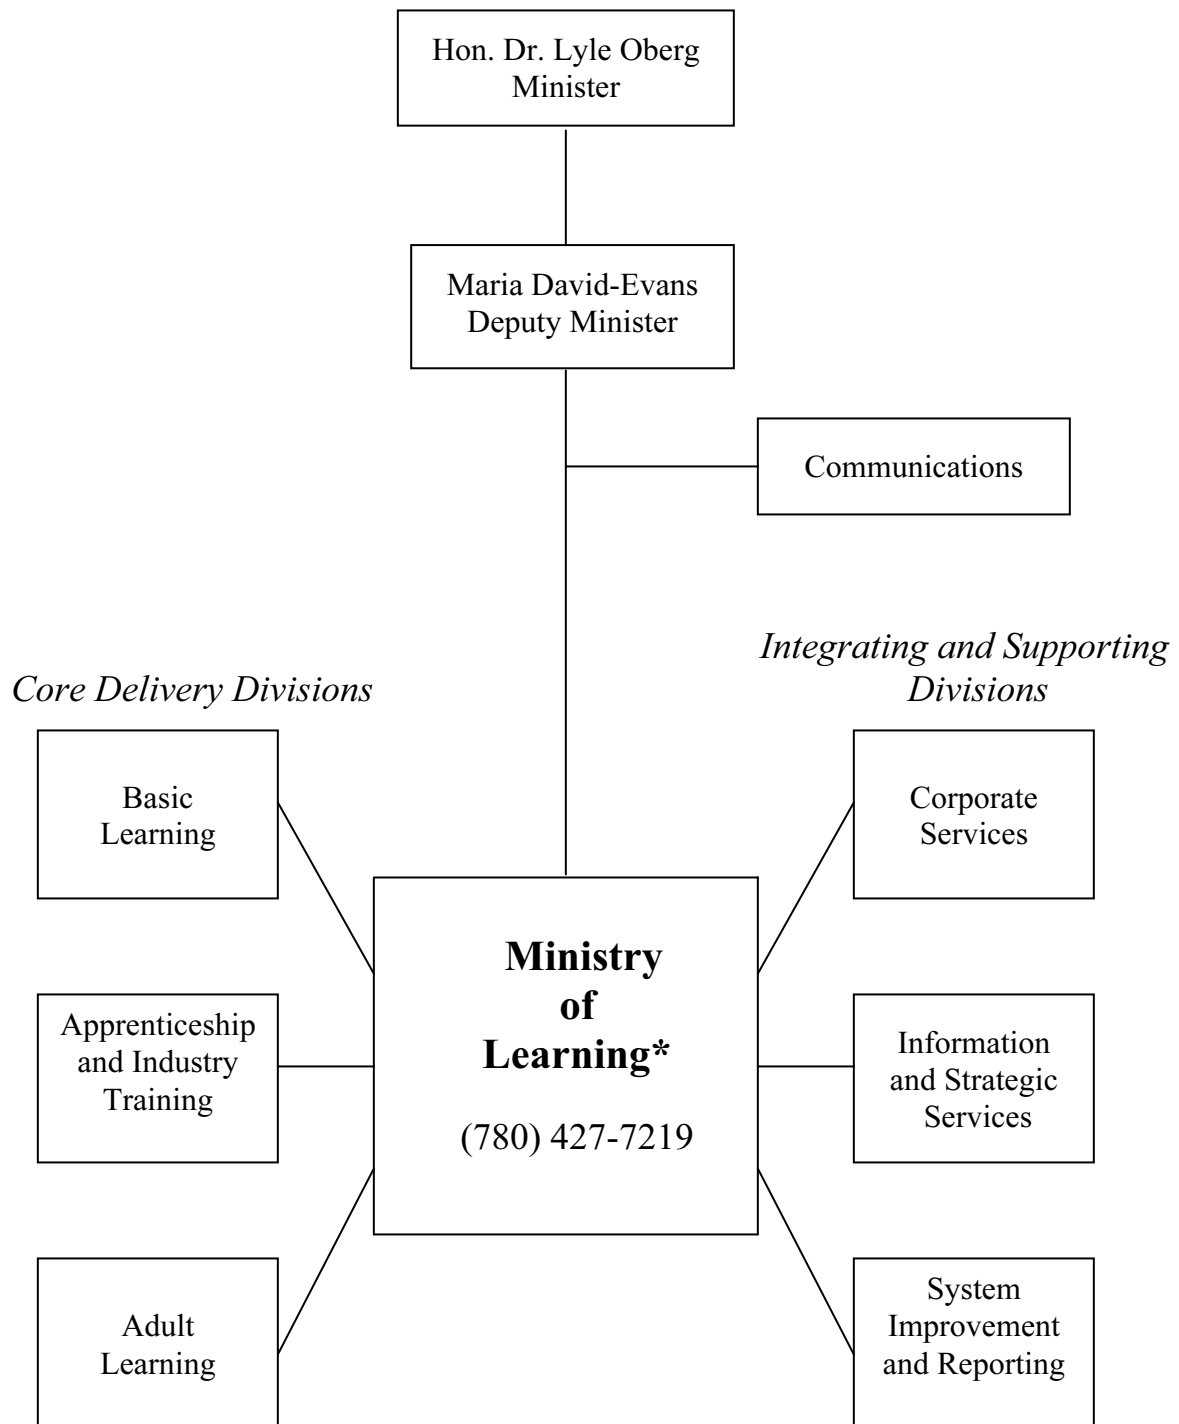 Hon. Dr. Lyle Oberg
Minister
Maria David-Evans
Deputy Minister
Communications
Core Delivery Divisions
Integrating and Supporting
Divisions
Basic
Learning
Corporate
Services
Ministry
of
Learning*
(780) 427-7219
Apprenticeship
and Industry
Training
Information
and Strategic
Services
Adult
Learning
System
Improvement
and Reporting